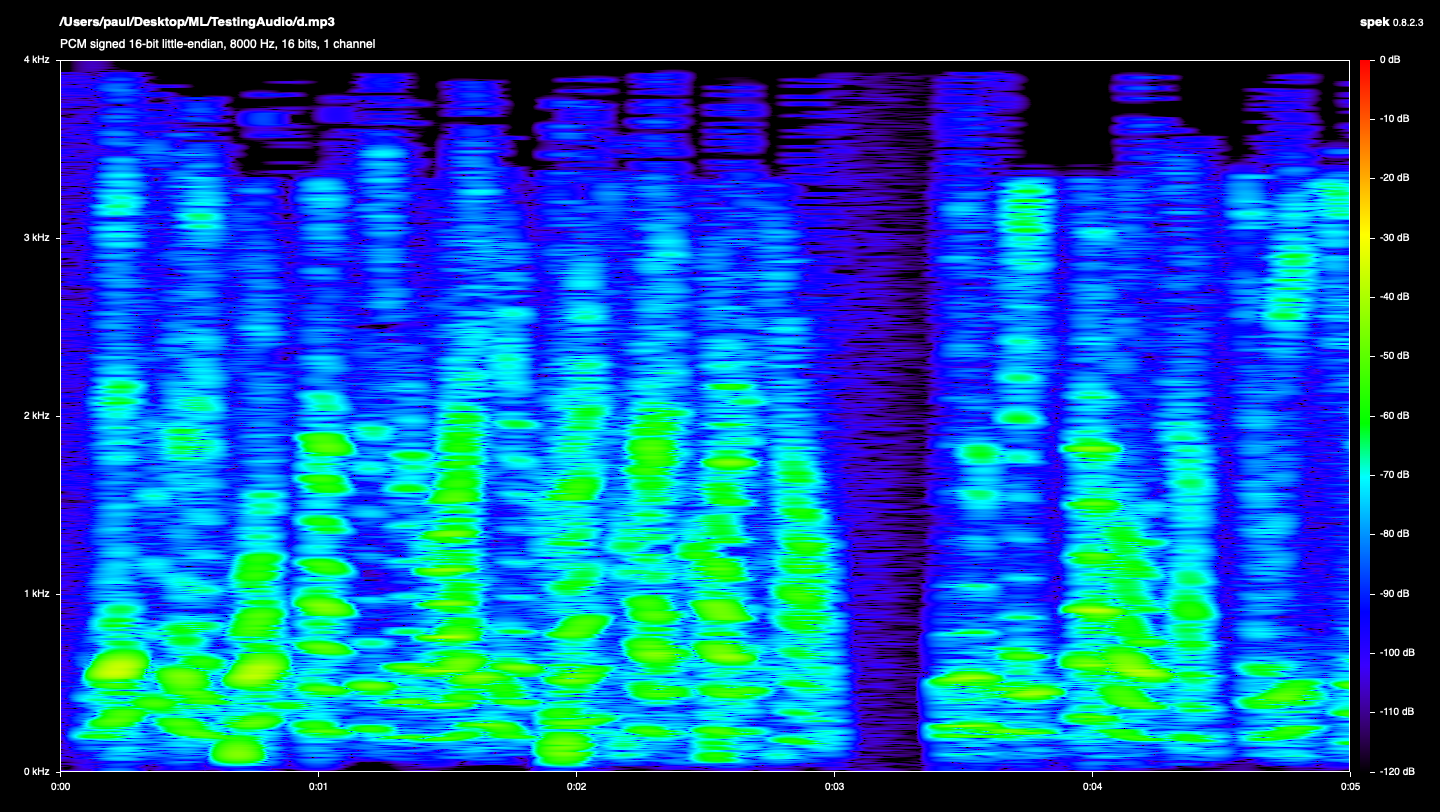 /Users/paul/Desktop/ML/TestingAudio/d.mp3
spek 0.8.2.3
PCM signed 16-bit little-endian, 8000 Hz, 16 bits, 1 channel
4 kHz
3 kHz
2 kHz
1 kHz
0 kHz
0:00
0:01
0:02
0:03
0:04
0:05
0 dB
-10 dB
-20 dB
-30 dB
-40 dB
-50 dB
-60 dB
-70 dB
-80 dB
-90 dB
-100 dB
-110 dB
-120 dB